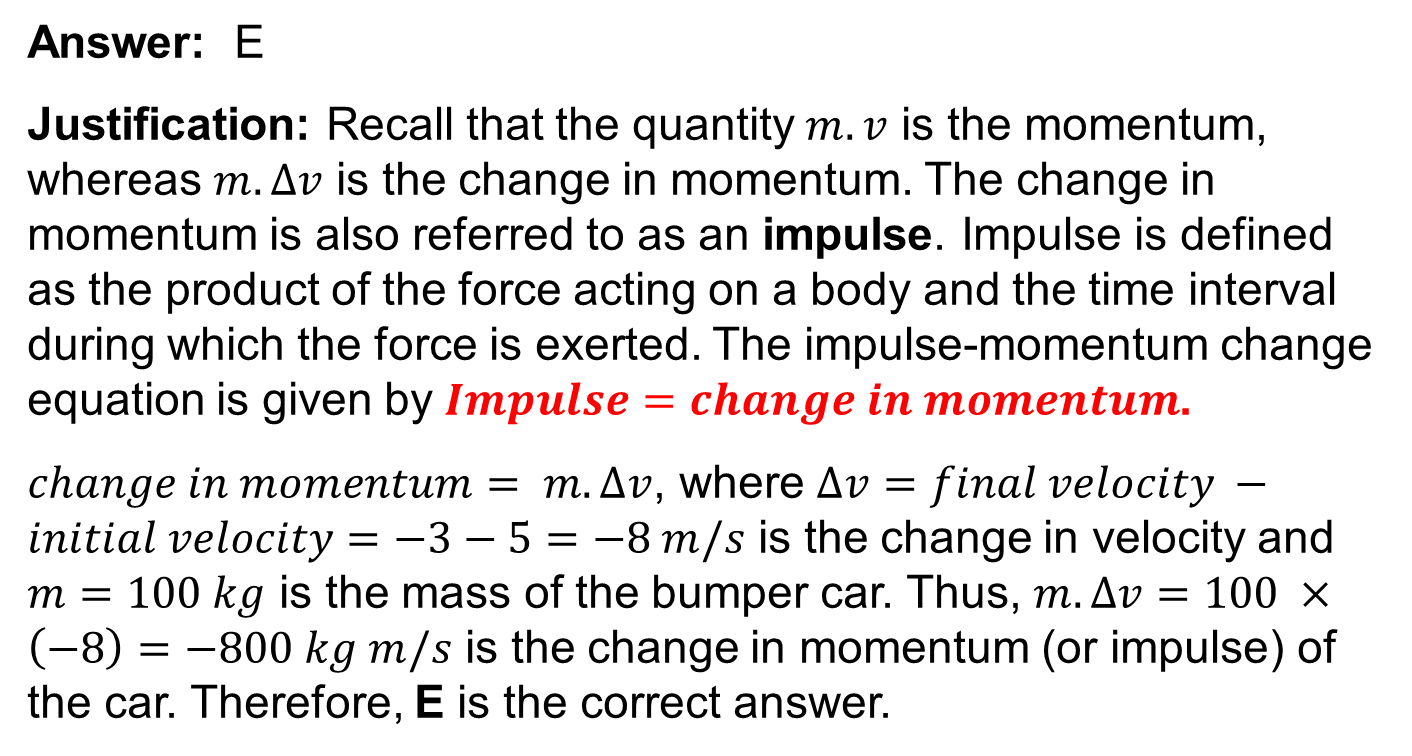 Answer: E
Justification: Recall that the quantity m. v is the momentum,
whereas m. Δv is the change in momentum. The change in
momentum is also referred to as an impulse. Impulse is defined
as the product of the force acting on a body and the time interval
during which the force is exerted. The impulse-momentum change
equation is given by Impulse = change in momentum.
change in momentum = m. Δv, where Δv = final velocity −
initial velocity = −3 − 5 = −8 m/s is the change in velocity and
m = 100 kg is the mass of the bumper car. Thus, m. Δv = 100 ×
(−8) = −800 kg m/s is the change in momentum (or impulse) of
the car. Therefore, E is the correct answer.